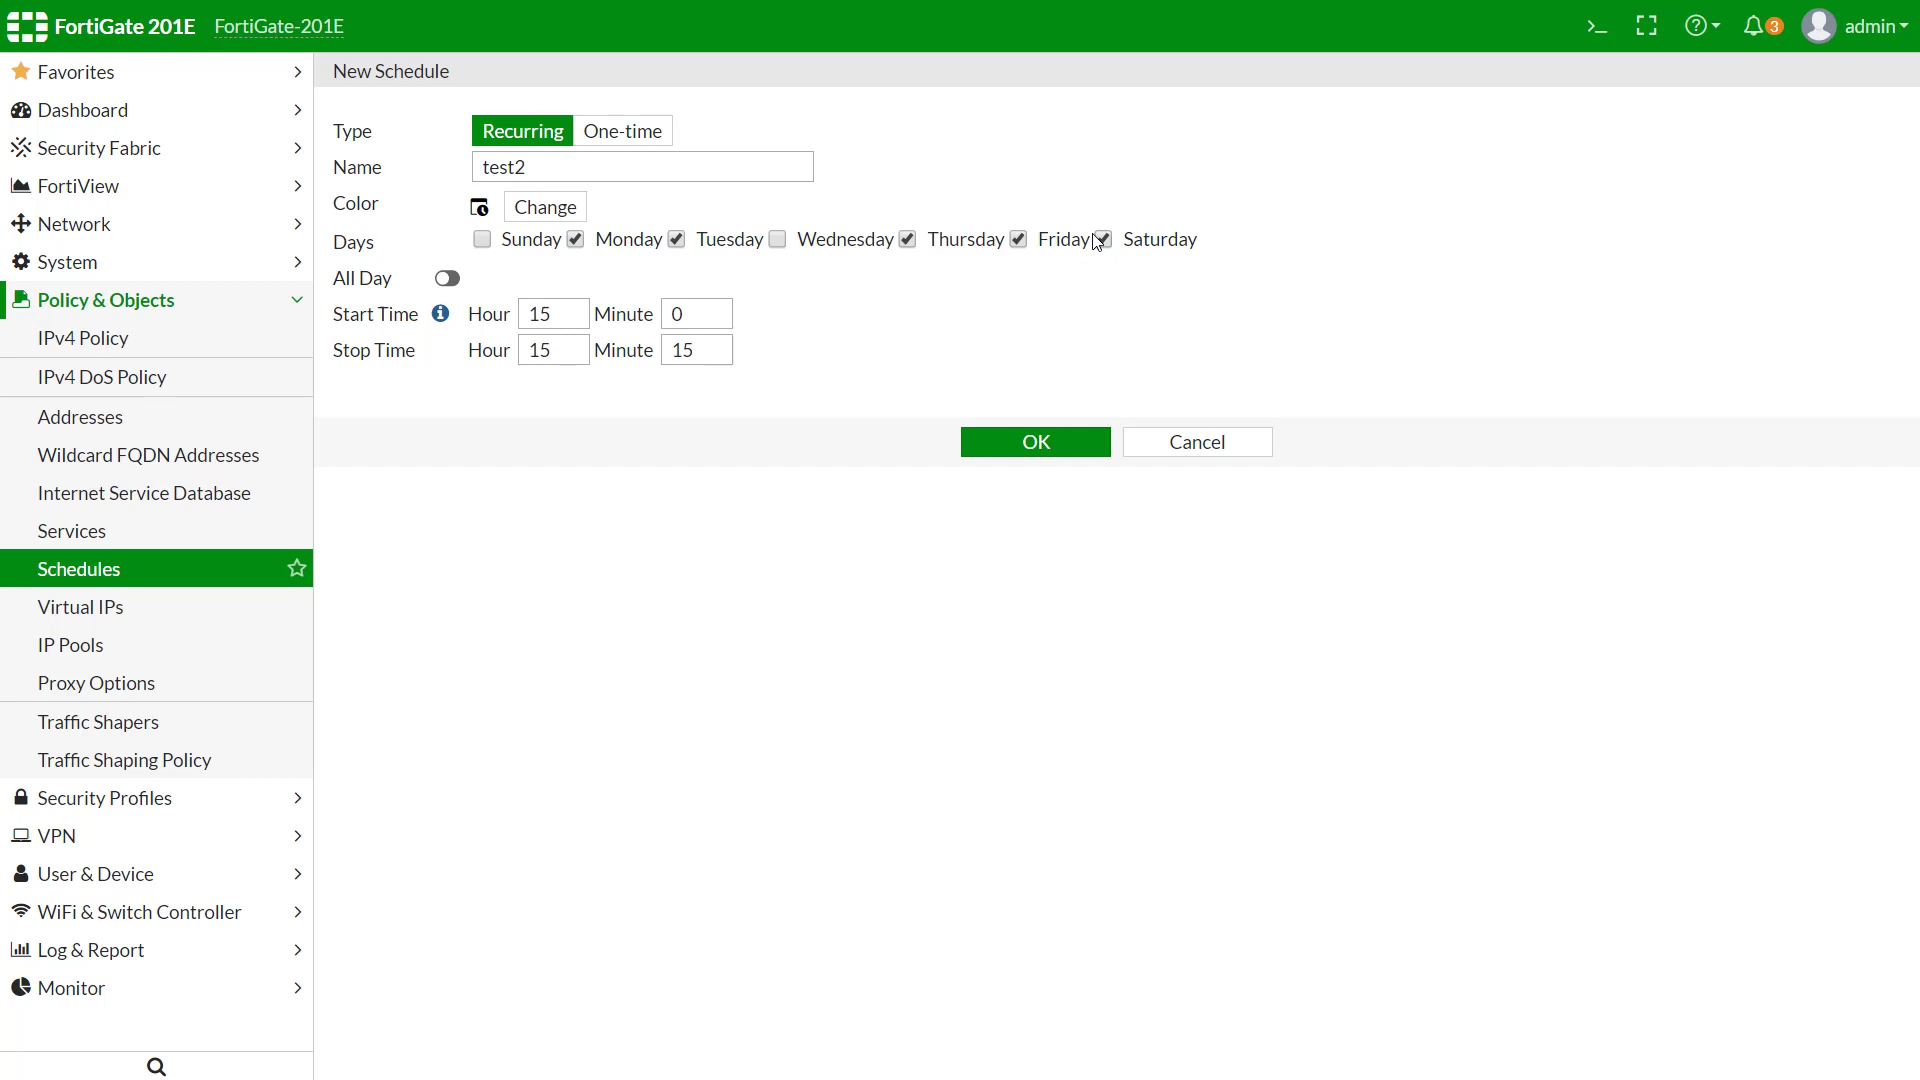 FortiGate 201E FortiGate-201E 3 admin
Favorites
Dashboard
Security Fabric
FortiView
Network
System
Policy & Objects
IPv4 Policy
IPv4 DoS Policy
Addresses
Wildcard FQDN Addresses
Internet Service Database
Services
Schedules
Virtual IPs
IP Pools
Proxy Options
Traffic Shapers
Traffic Shaping Policy
Security Profiles
VPN
User & Device
WiFi & Switch Controller
Log & Report
Monitor
New Schedule
Type Recurring One-time
Name test2
Color Change
Days Sunday Monday Tuesday Wednesday Thursday Friday Saturday
All Day
Start Time Hour 15 Minute 0
Stop Time Hour 15 Minute 15
OK Cancel